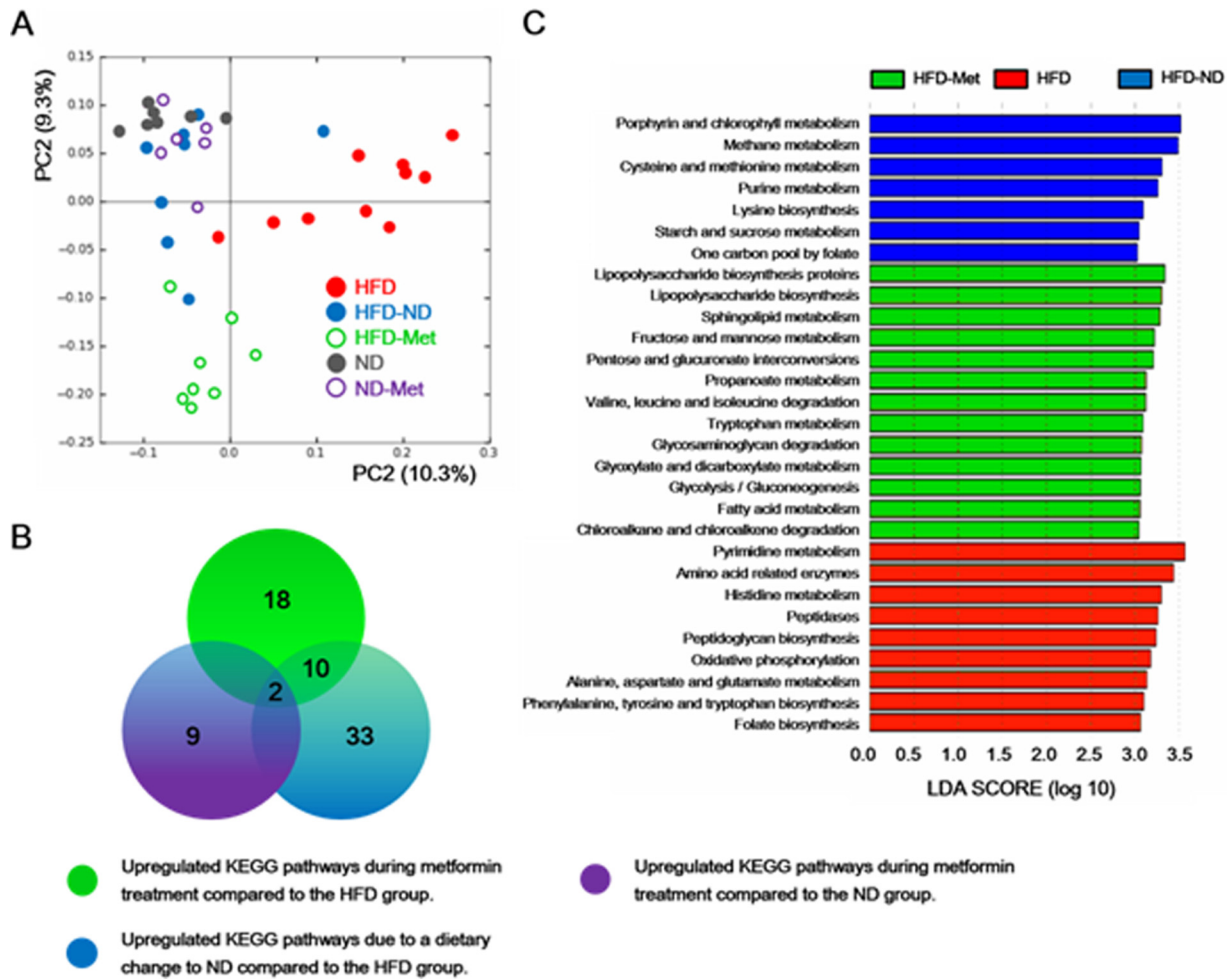 A
PC2 (9.3%)
0.15
0.10
0.05
0.00
−0.05
−0.10
−0.15
−0.20
−0.25
−0.1
0.0
0.1
0.2
0.3
PC2 (10.3%)
HFD
HFD-ND
HFD-Met
ND
ND-Met
B
18
10
2
9
33
Upregulated KEGG pathways during metformin
treatment compared to the HFD group.
Upregulated KEGG pathways due to a dietary
change to ND compared to the HFD group.
Upregulated KEGG pathways during metformin
treatment compared to the ND group.
C
HFD-Met HFD HFD-ND
Porphyrin and chlorophyll metabolism
Methane metabolism
Cysteine and methionine metabolism
Purine metabolism
Lysine biosynthesis
Starch and sucrose metabolism
One carbon pool by folate
Lipopolysaccharide biosynthesis proteins
Lipopolysaccharide biosynthesis
Sphingolipid metabolism
Fructose and mannose metabolism
Pentose and glucuronate interconversions
Propanoate metabolism
Valine, leucine and isoleucine degradation
Tryptophan metabolism
Glycosaminoglycan degradation
Glyoxylate and dicarboxylate metabolism
Glycolysis / Gluconeogenesis
Fatty acid metabolism
Chloroalkane and chloroalkene degradation
Pyrimidine metabolism
Amino acid related enzymes
Histidine metabolism
Peptidases
Peptidoglycan biosynthesis
Oxidative phosphorylation
Alanine, aspartate and glutamate metabolism
Phenylalanine, tyrosine and tryptophan biosynthesis
Folate biosynthesis
0.0 0.5 1.0 1.5 2.0 2.5 3.0 3.5
LDA SCORE (log 10)